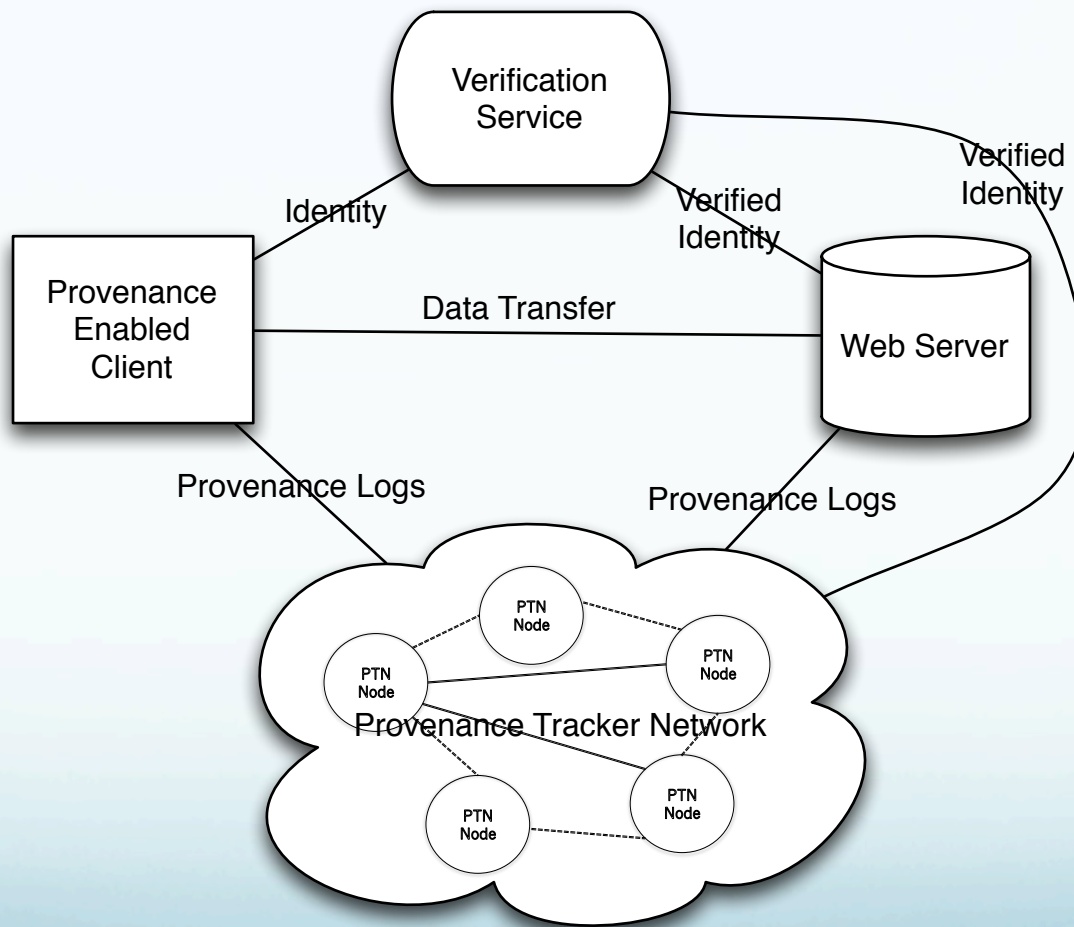 Verification
Service
Verified
Identity
Identity
Verified
Identity
Provenance
Enabled
Client
Data Transfer
Web Server
Provenance Logs
Provenance Logs
PTN
Node
PTN
Node
PTN
Node
Provenance Tracker Network
PTN
Node
PTN
Node